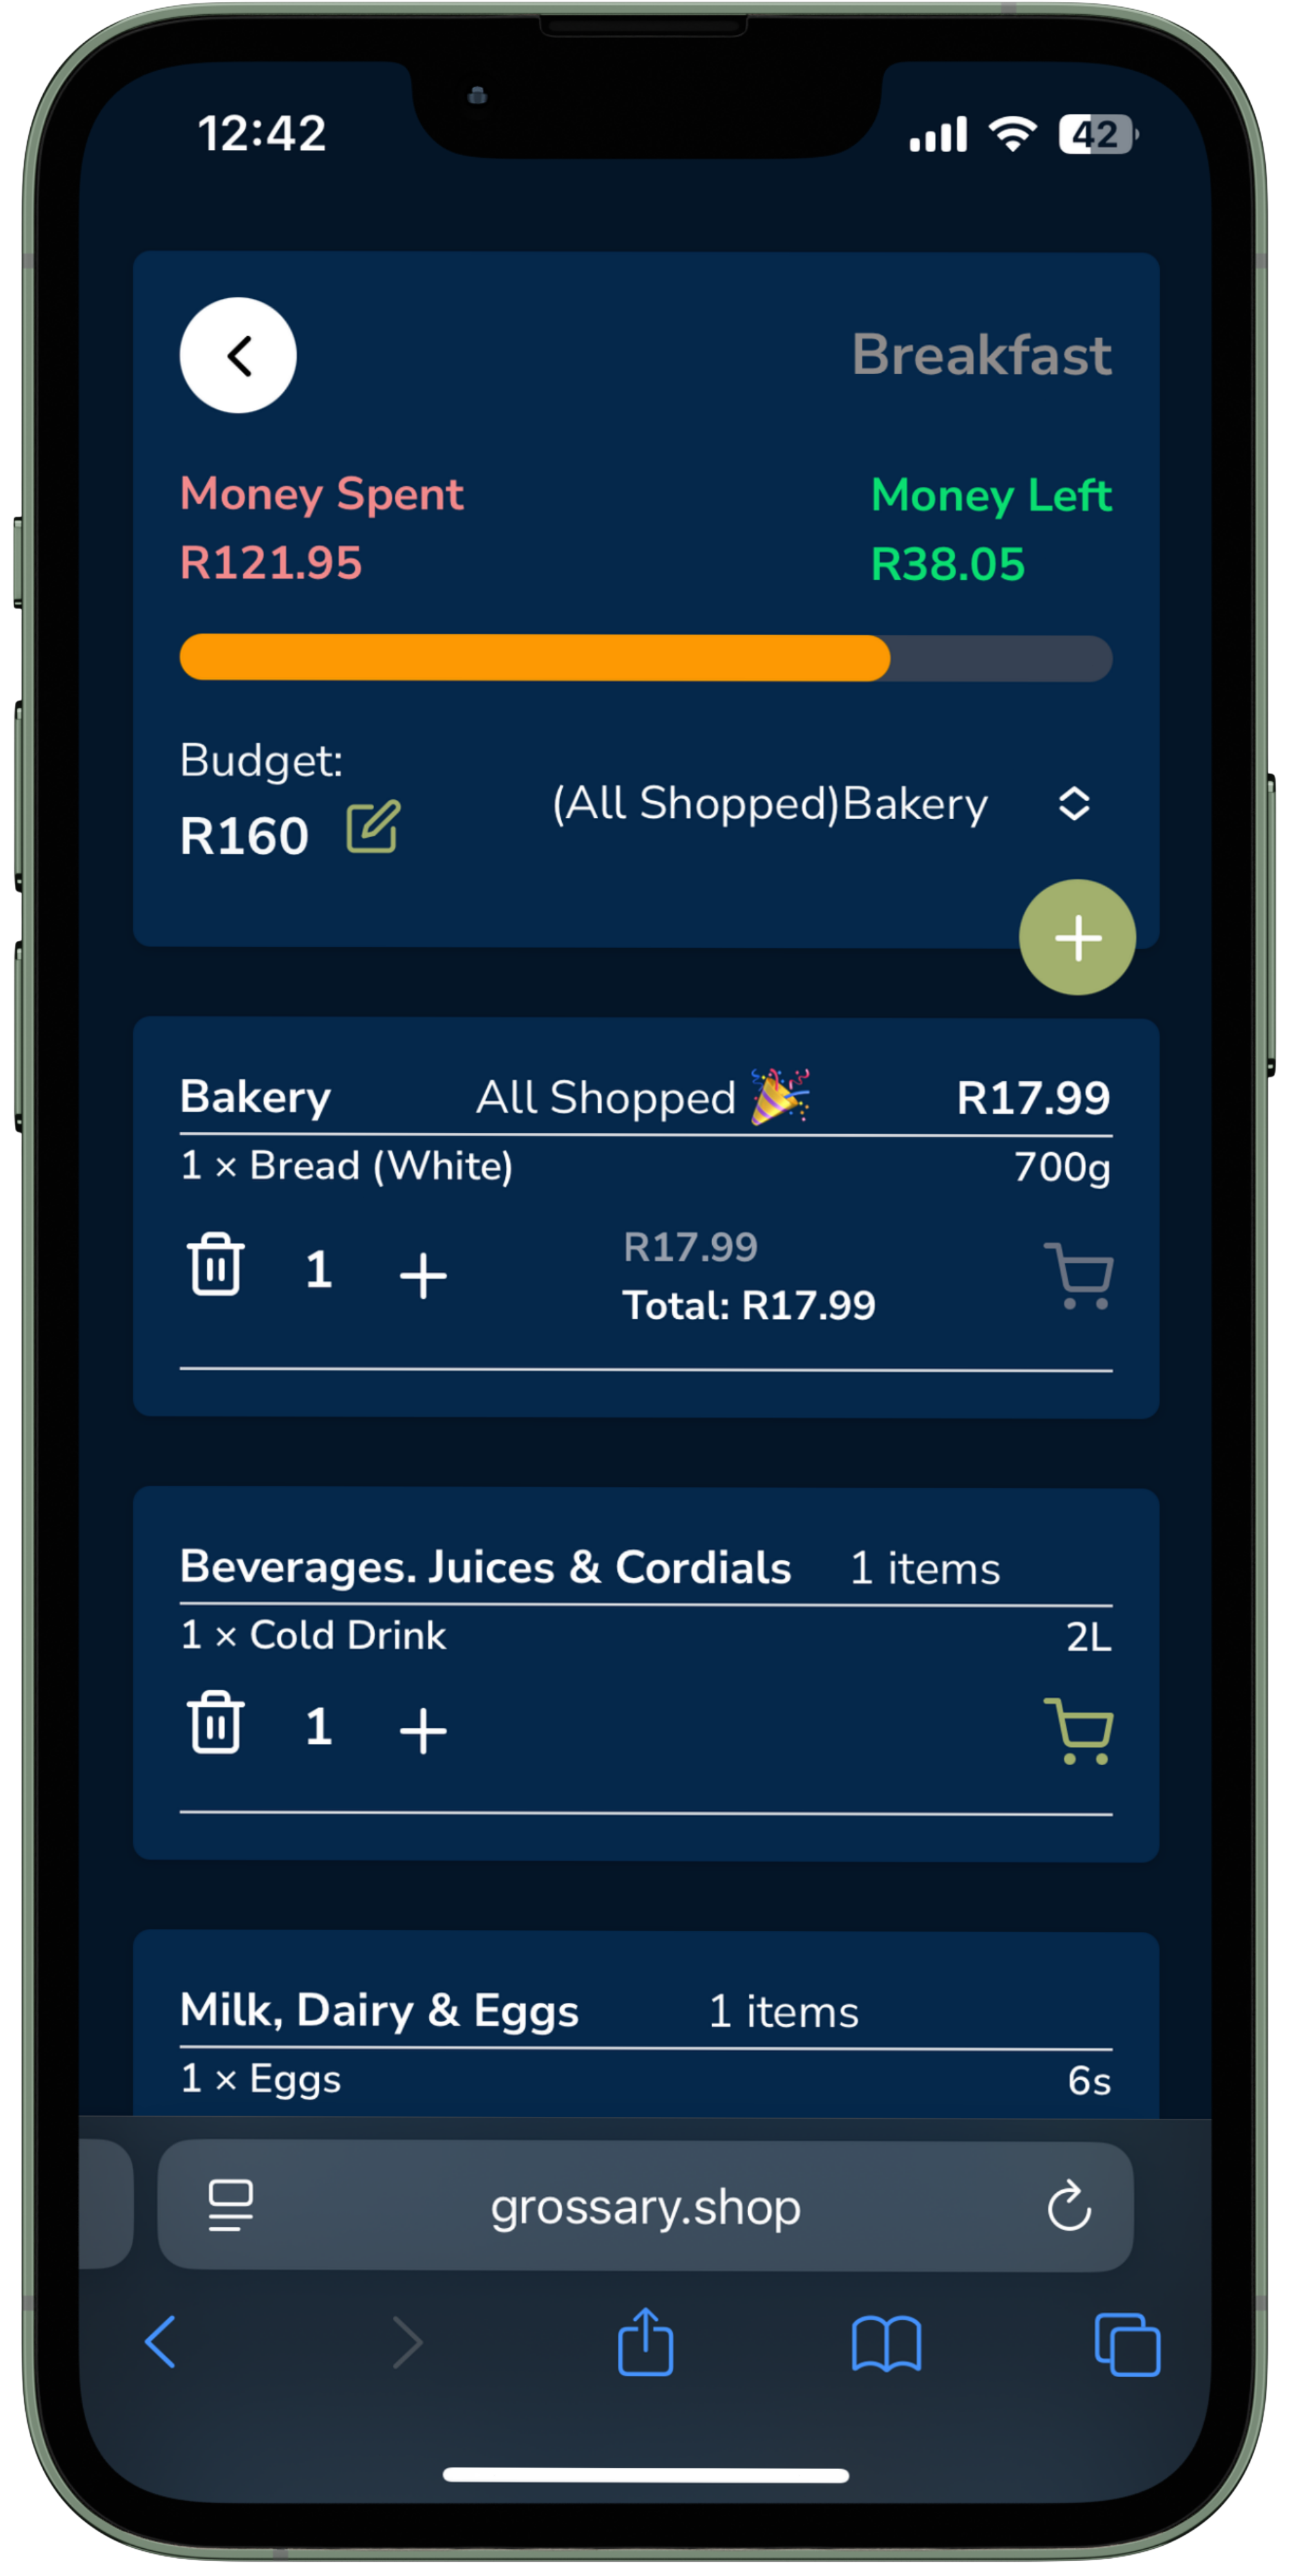 12:42 42
Breakfast
Money Spent Money Left
R121.95 R38.05
Budget:
R160 (All Shopped)Bakery
Bakery All Shopped 🎉 R17.99
1 × Bread (White) 700g
R17.99
1 Total: R17.99
Beverages. Juices & Cordials 1 items
1 × Cold Drink 2L
1
Milk, Dairy & Eggs 1 items
1 × Eggs 6s
grossary.shop